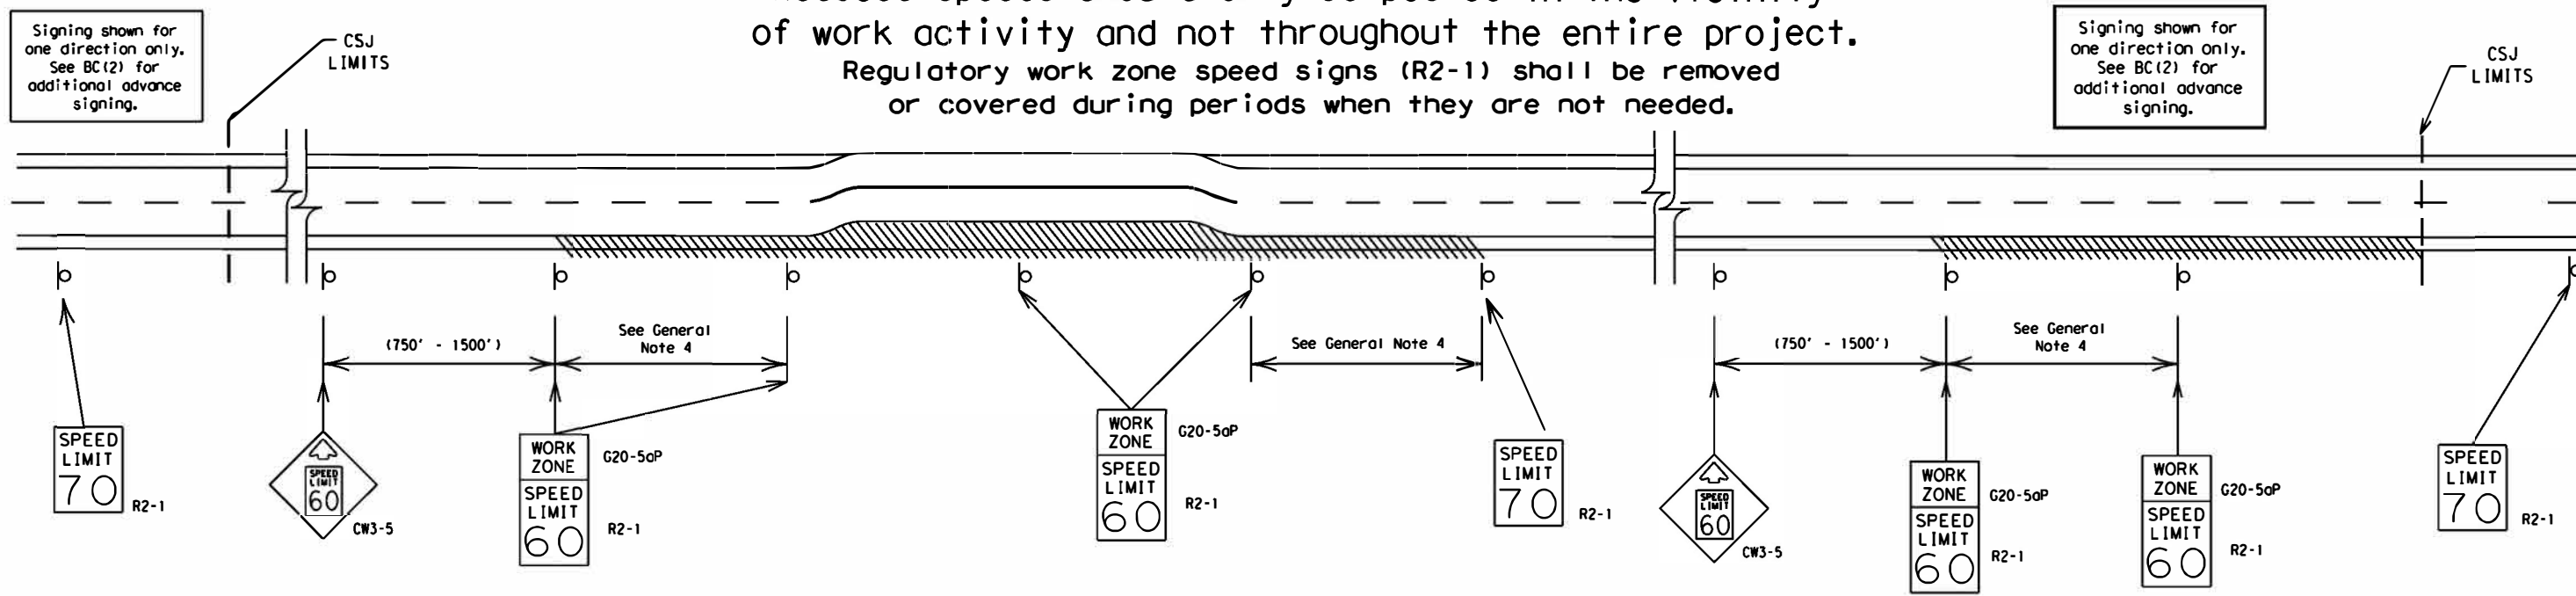 of work activity and not throughout the entire project.
Regulatory work zone speed signs (R2-1) shall be removed
or covered during periods when they are not needed.
Signing shown for
one direction only.
See BC(2) for
additional advance
signing.
CSJ
LIMITS
Signing shown for
one direction only.
See BC(2) for
additional advance
signing.
CSJ
LIMITS
(750' - 1500')
See General
Note 4
See General Note 4
(750' - 1500')
See General
Note 4
SPEED
LIMIT
70
R2-1
SPEED
LIMIT
60
CW3-5
WORK
ZONE
G20-5aP
SPEED
LIMIT
60
R2-1
WORK
ZONE
G20-5aP
SPEED
LIMIT
60
R2-1
SPEED
LIMIT
70
R2-1
SPEED
LIMIT
60
CW3-5
WORK
ZONE
G20-5aP
SPEED
LIMIT
60
R2-1
WORK
ZONE
G20-5aP
SPEED
LIMIT
60
R2-1
SPEED
LIMIT
70
R2-1